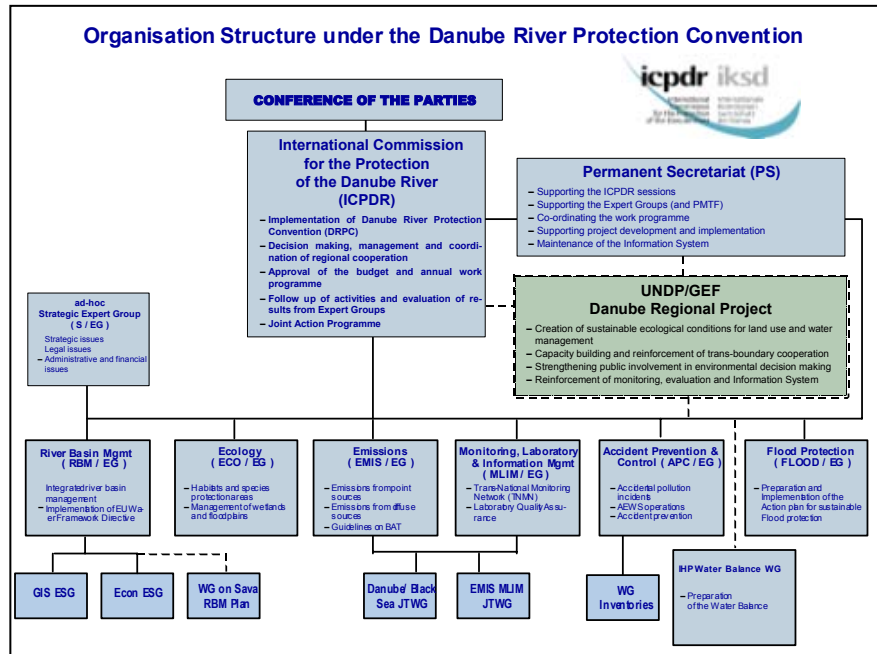 Organisation Structure under the Danube River Protection Convention
icpdr iksd
International
Commission
for the Protection
of the Danube River
CONFERENCE OF THE PARTIES
International Commission
for the Protection
of the Danube River
(ICPDR)
– Implementation of Danube River Protection
Convention (DRPC)
– Decision making, management and coordi-
nation of regional cooperation
– Approval of the budget and annual work
programme
– Follow up of activities and evaluation of re-
sults from Expert Groups
– Joint Action Programme
Permanent Secretariat (PS)
– Supporting the ICPDR sessions
– Supporting the Expert Groups (and PMTF)
– Co-ordinating the work programme
– Supporting project development and implementation
– Maintenance of the Information System
UNDP/GEF
Danube Regional Project
– Creation of sustainable ecological conditions for land use and water
management
– Capacity building and reinforcement of trans-boundary cooperation
– Strengthening public involvement in environmental decision making
– Reinforcement of monitoring, evaluation and Information System
ad-hoc
Strategic Expert Group
( S / EG )
Strategic issues
Legal issues
– Administrative and financial
issues
River Basin Mgmt
( RBM / EG )
Integrated river basin
management
– Implementation of EU Wa-
er Framework Directive
Ecology
( ECO / EG )
– Habitats and species
protection areas
– Management of wetlands
and floodplains
Emissions
( EMIS / EG )
– Emissions from point
sources
– Emissions from diffuse
sources
– Guidelines on BAT
Monitoring, Laboratory
& Information Mgmt
( MLIM / EG )
– Trans-National Monitoring
Network (TNMN)
– Laboratory Quality Assu-
rance
Accident Prevention &
Control ( APC / EG )
– Accidental pollution
incidents
– AEWS operations
– Accident prevention
Flood Protection
( FLOOD / EG )
– Preparation and
Implementation of the
Action plan for sustainable
Flood protection
GIS ESG
Econ ESG
WG on Sava
RBM Plan
Danube/ Black
Sea JTWG
EMIS MLIM
JTWG
WG
Inventories
IHP Water Balance WG
– Preparation
of the Water Balance